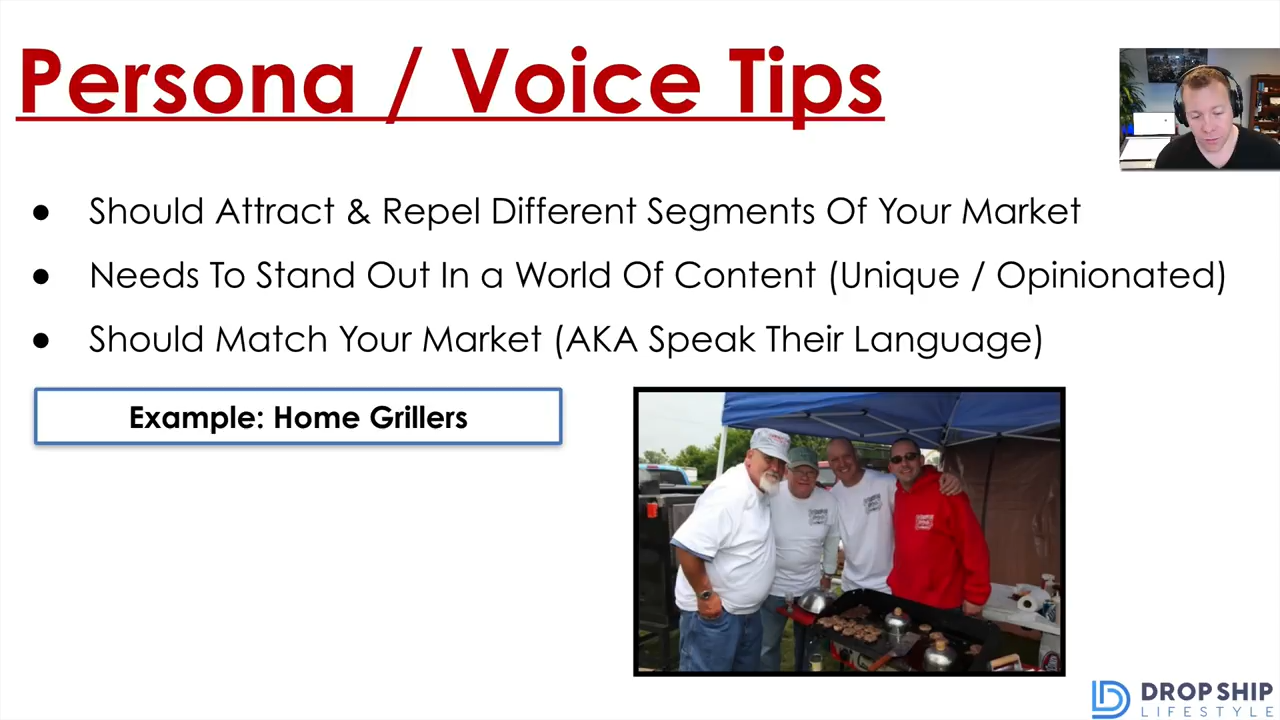 Persona / Voice Tips
● Should Attract & Repel Different Segments Of Your Market
● Needs To Stand Out In a World Of Content (Unique / Opinionated)
● Should Match Your Market (AKA Speak Their Language)
Example: Home Grillers
DROP SHIP
LIFESTYLE